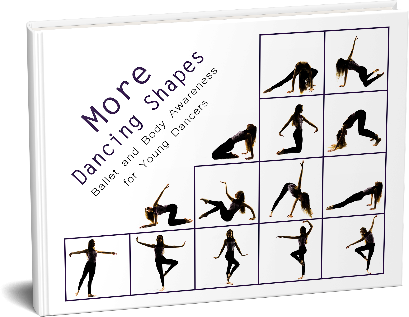 More
Dancing Shapes
Ballet and Body Awareness
for Young Dancers